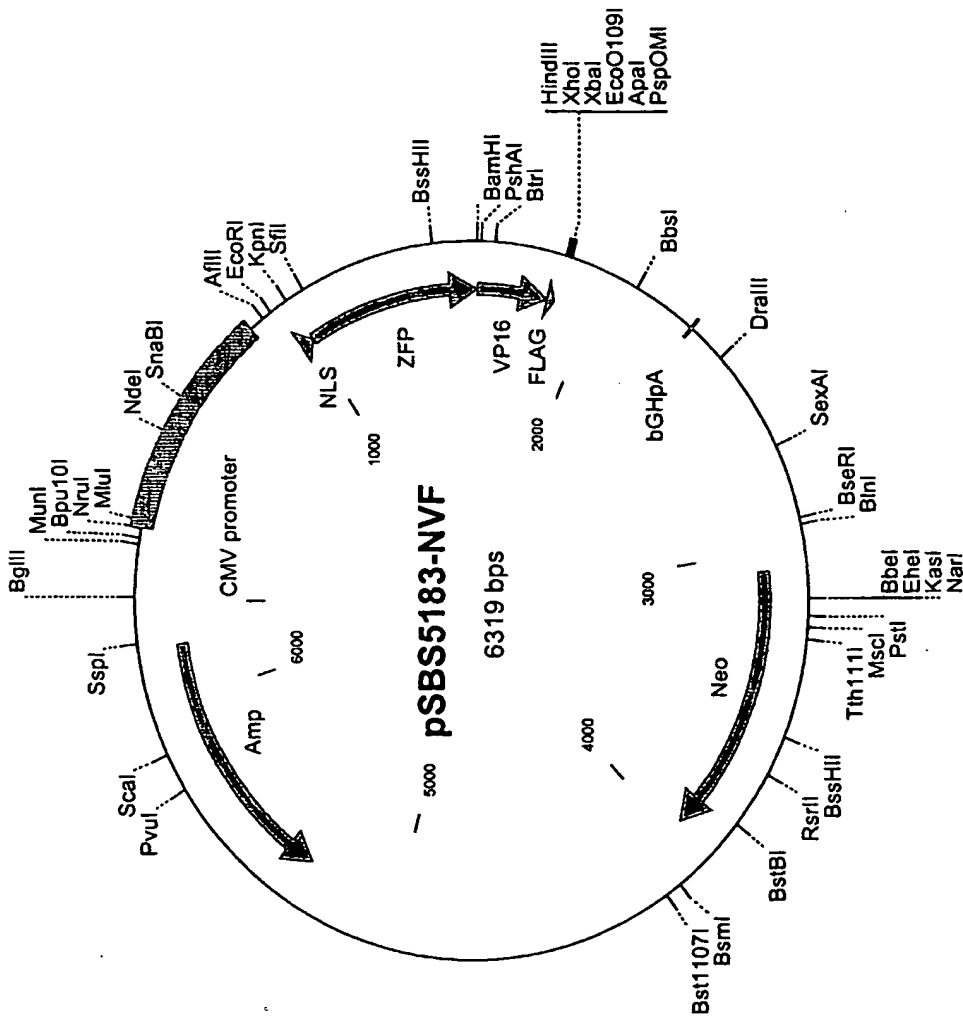 pSBS5183-NVF
6319 bps
BglII
MunI
Bpu10I
NruI
MluI
NdeI
SnaBI
AflII
EcoRI
KpnI
SfiI
BssHII
BamHI
PshAI
BtrI
HindIII
XhoI
XbaI
EcoO109I
ApaI
PspOMI
BbsI
DraIII
SexAI
BseRI
BlnI
BbeI
EheI
KasI
NarI
PstI
MscI
Tth111I
BssHII
RsrII
BstBI
BsmI
Bst1107I
PvuI
ScaI
SspI
CMV promoter
NLS
ZFP
VP16
FLAG
bGHpA
Neo
Amp
1000
2000
3000
4000
5000
6000